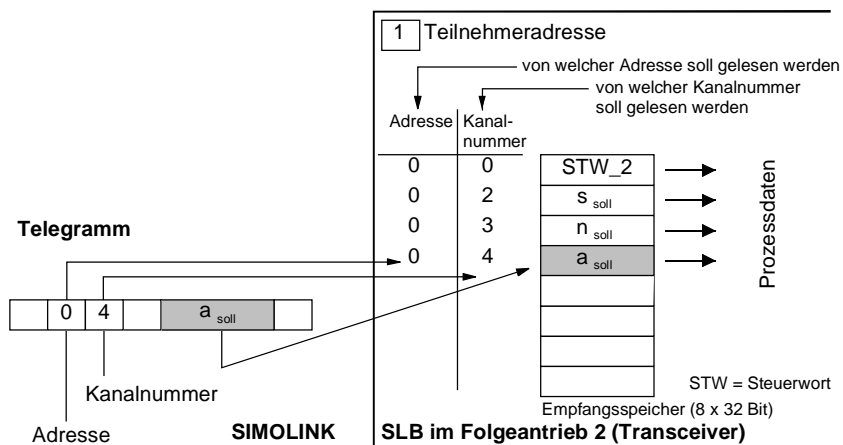 1 Teilnehmeradresse
von welcher Adresse soll gelesen werden
von welcher Kanalnummer
soll gelesen werden
Adresse Kanal-
nummer
0 0 STW_2
0 2 s soll
0 3 n soll
0 4 a soll
Prozessdaten
Telegramm
0 4 a soll
Kanalnummer
Adresse
STW = Steuerwort
Empfangsspeicher (8 x 32 Bit)
SIMOLINK SLB im Folgeantrieb 2 (Transceiver)